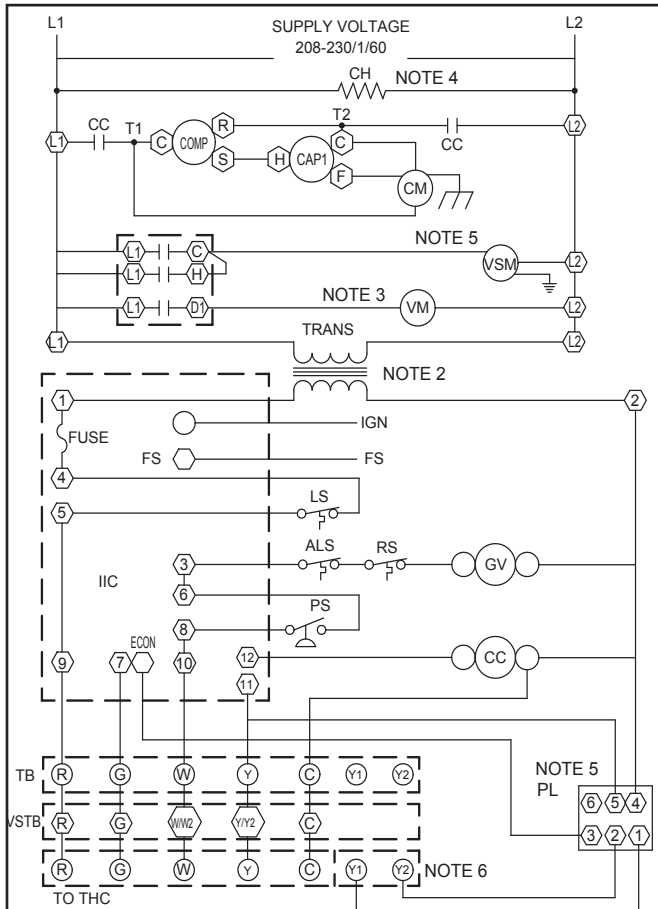 L1 SUPPLY VOLTAGE L2
208-230/1/60
CH NOTE 4
CC T1 R T2
L1 C COMP C CC L2
S H CAP1
F CM
L1 C NOTE 5
L1 H VSM L2
L1 D1 NOTE 3 VM L2
L1 TRANS L2
NOTE 2
1 2
FUSE IGN
FS FS
4
LS
5
ALS RS
3 GV
IIC 6
PS
8
ECON 12 CC
9 7 10
11
TB R G W Y C Y1 Y2 NOTE 5
PL
6 5 4
VSTB R G W/W2 Y/Y2 C
3 2 1
R G W Y C Y1 Y2 NOTE 6
TO THC